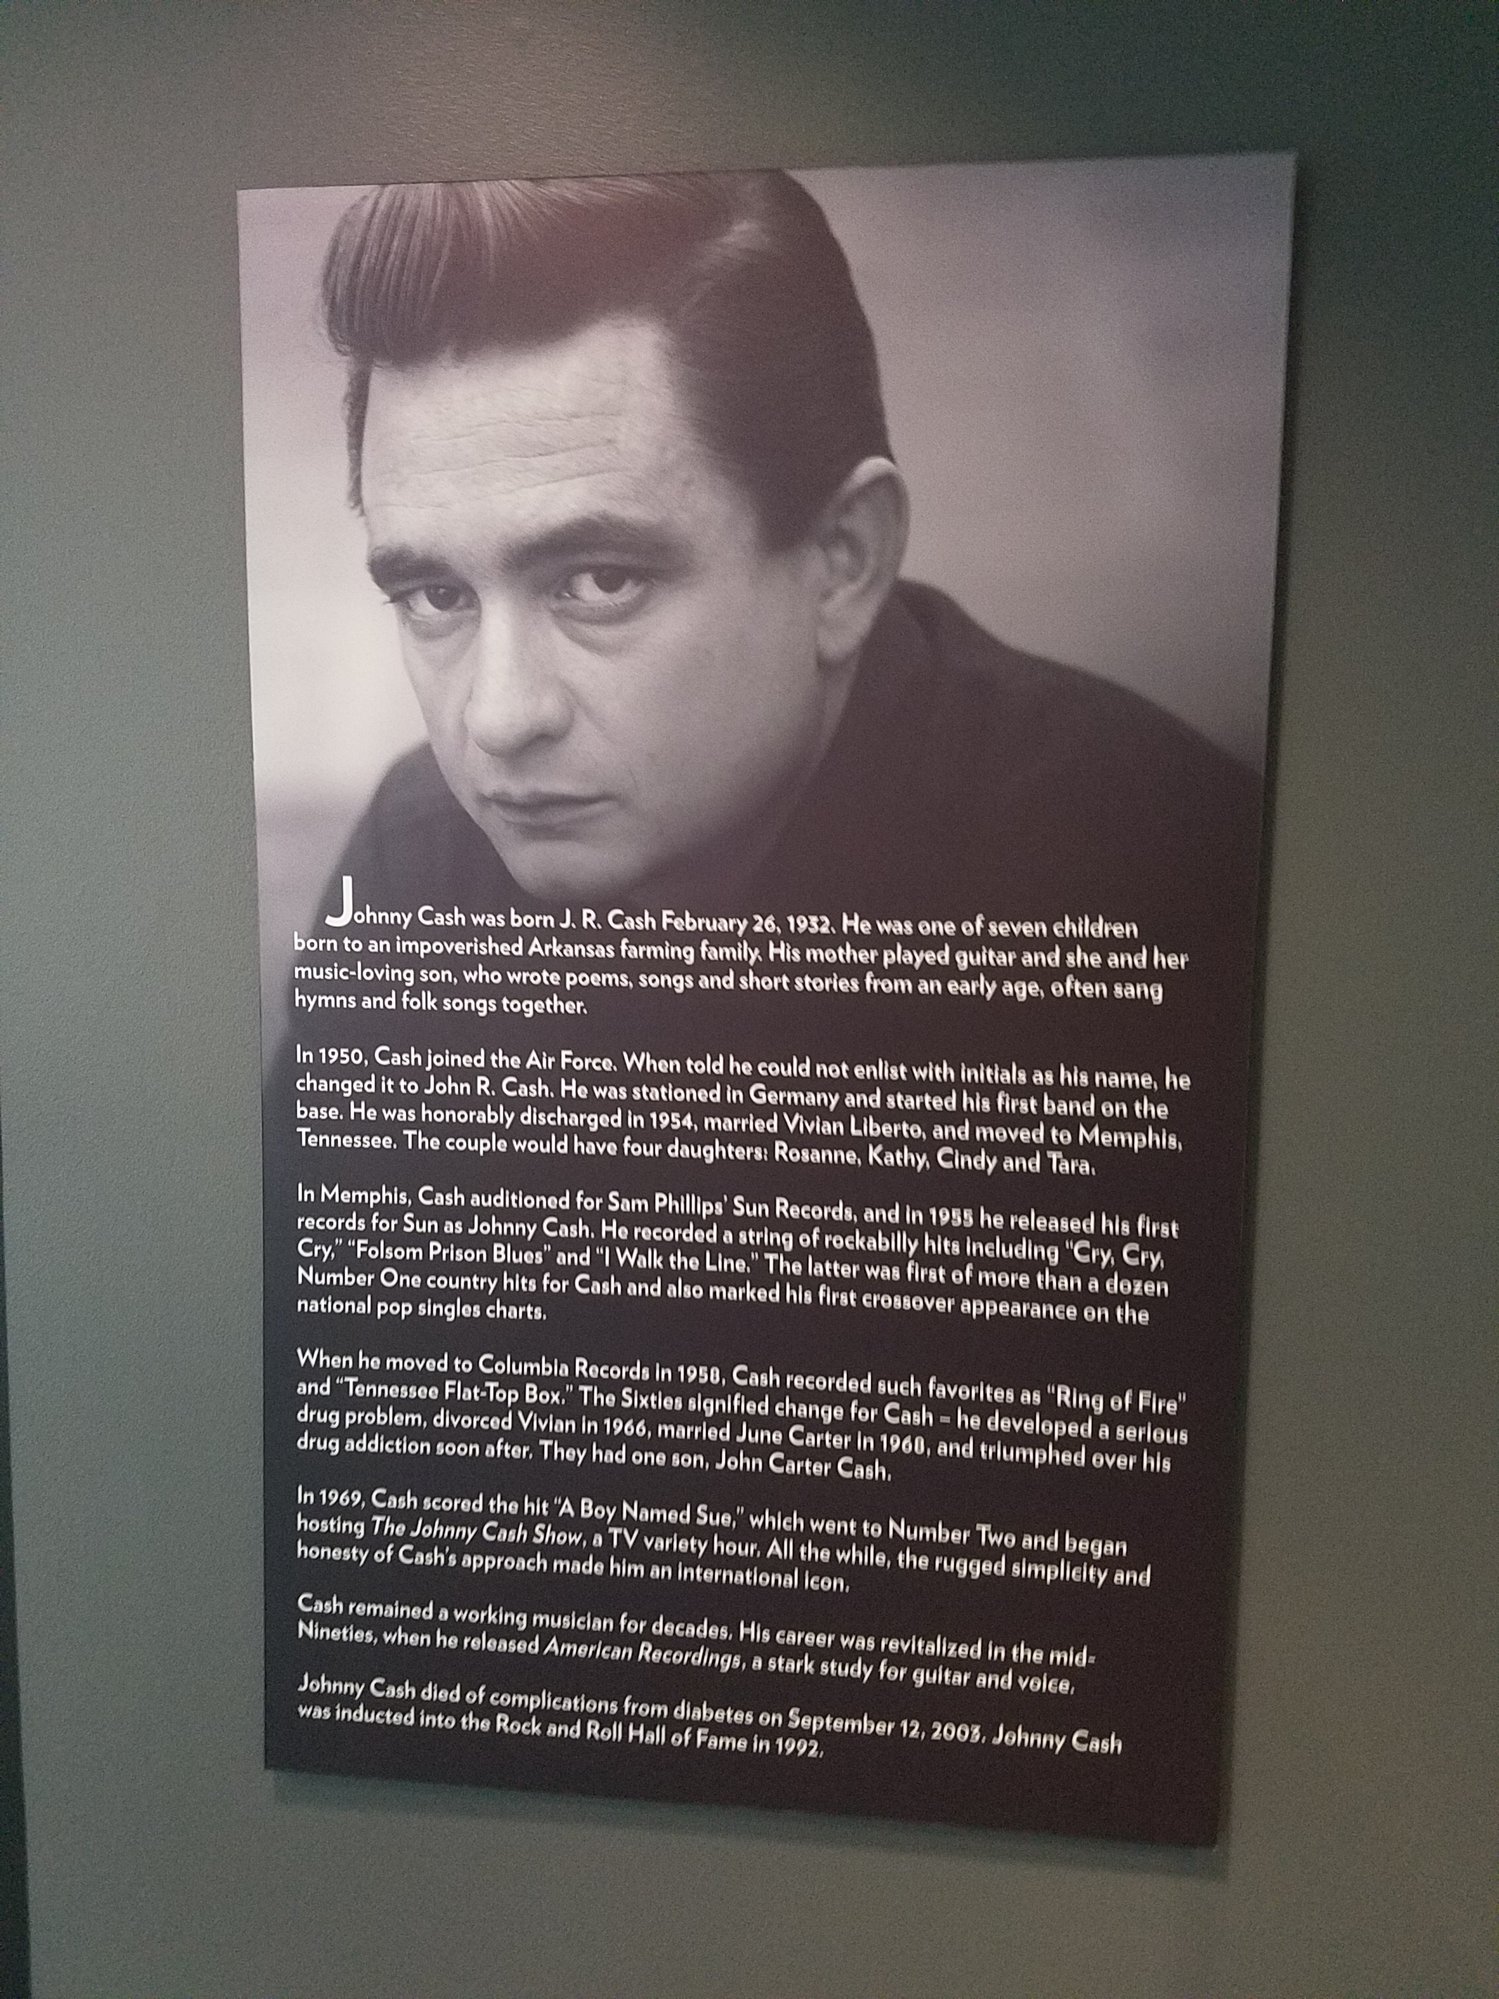 Johnny Cash was born J. R. Cash February 26, 1932. He was one of seven children
born to an impoverished Arkansas farming family. His mother played guitar and she and her
music-loving son, who wrote poems, songs and short stories from an early age, often sang
hymns and folk songs together.
In 1950, Cash joined the Air Force. When told he could not enlist with initials as his name, he
changed it to John R. Cash. He was stationed in Germany and started his first band on the
base. He was honorably discharged in 1954, married Vivian Liberto, and moved to Memphis,
Tennessee. The couple would have four daughters: Rosanne, Kathy, Cindy and Tara.
In Memphis, Cash auditioned for Sam Phillips' Sun Records, and in 1955 he released his first
records for Sun as Johnny Cash. He recorded a string of rockabilly hits including "Cry, Cry,
Cry," "Folsom Prison Blues" and "I Walk the Line." The latter was first of more than a dozen
Number One country hits for Cash and also marked his first crossover appearance on the
national pop singles charts.
When he moved to Columbia Records in 1958, Cash recorded such favorites as "Ring of Fire"
and "Tennessee Flat-Top Box." The Sixties signified change for Cash – he developed a serious
drug problem, divorced Vivian in 1966, married June Carter in 1968, and triumphed over his
drug addiction soon after. They had one son, John Carter Cash.
In 1969, Cash scored the hit "A Boy Named Sue," which went to Number Two and began
hosting The Johnny Cash Show, a TV variety hour. All the while, the rugged simplicity and
honesty of Cash's approach made him an international icon.
Cash remained a working musician for decades. His career was revitalized in the mid-
Nineties, when he released American Recordings, a stark study for guitar and voice.
Johnny Cash died of complications from diabetes on September 12, 2003. Johnny Cash
was inducted into the Rock and Roll Hall of Fame in 1992.